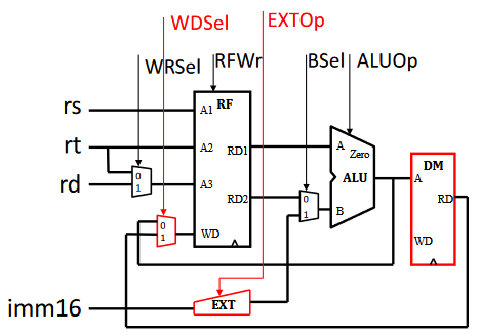 WDSel EXTOp
WRSel RFWr BSel ALUOp
rs A1 RF
rt A2 RD1 A Zero DM
0 ALU A
rd 1 A3 RD2 0 RD
0 1 B
1 WD WD
EXT
imm16